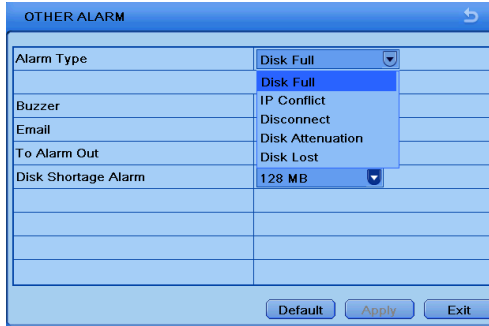 OTHER ALARM
Alarm Type
Disk Full
Disk Full
IP Conflict
Buzzer
Disconnect
Email
Disk Attenuation
To Alarm Out
Disk Lost
Disk Shortage Alarm
128 MB
Default
Apply
Exit